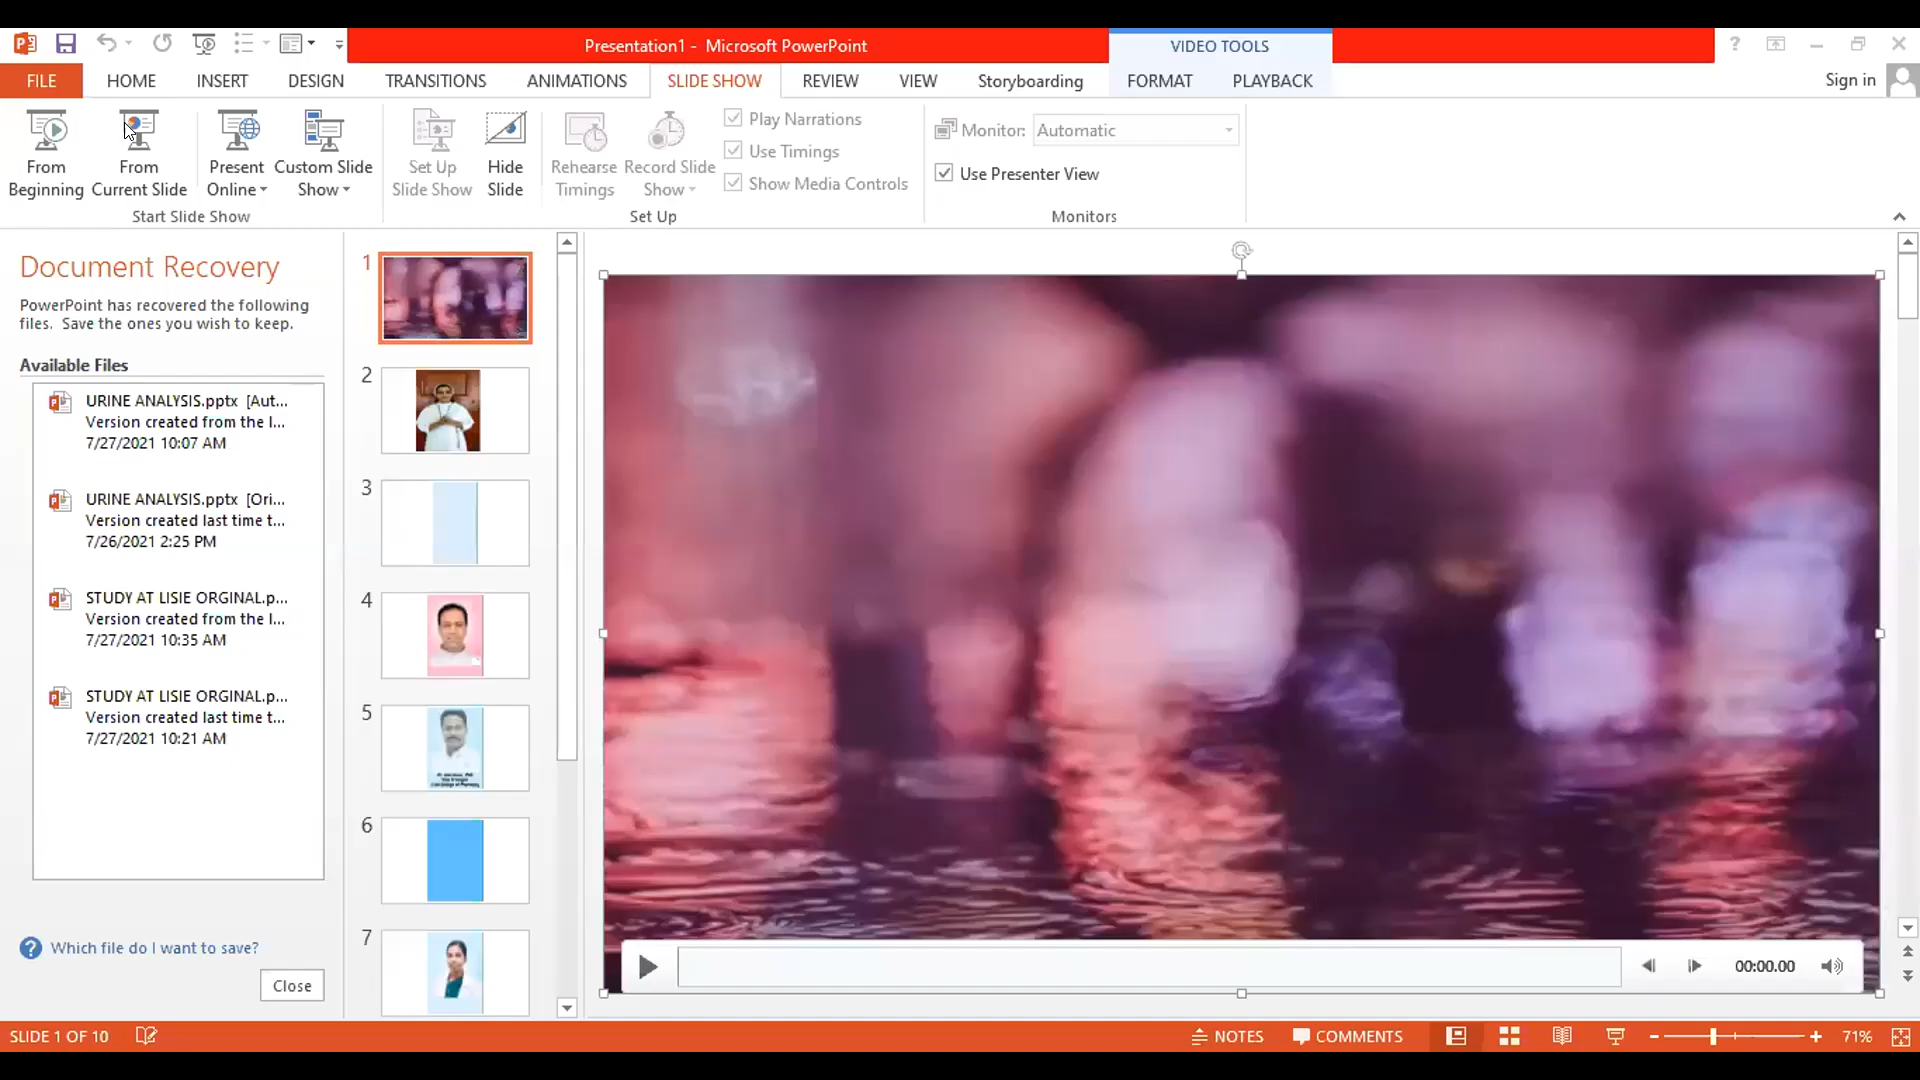 Presentation1 - Microsoft PowerPoint
VIDEO TOOLS
?
FILE
HOME
INSERT
DESIGN
TRANSITIONS
ANIMATIONS
SLIDE SHOW
REVIEW
VIEW
Storyboarding
FORMAT
PLAYBACK
Sign in
From
Beginning
From
Current Slide
Present
Online
Custom Slide
Show
Start Slide Show
Set Up
Slide Show
Hide
Slide
Rehearse
Timings
Record Slide
Show
Play Narrations
Use Timings
Show Media Controls
Set Up
Monitor: Automatic
Use Presenter View
Monitors
Document Recovery
PowerPoint has recovered the following
files. Save the ones you wish to keep.
Available Files
URINE ANALYSIS.pptx [Aut...
Version created from the l...
7/27/2021 10:07 AM
URINE ANALYSIS.pptx [Ori...
Version created last time t...
7/26/2021 2:25 PM
STUDY AT LISIE ORGINAL.p...
Version created from the l...
7/27/2021 10:35 AM
STUDY AT LISIE ORGINAL.p...
Version created last time t...
7/27/2021 10:21 AM
? Which file do I want to save?
Close
1
2
3
4
5
6
7
00:00.00
SLIDE 1 OF 10
NOTES
COMMENTS
71%